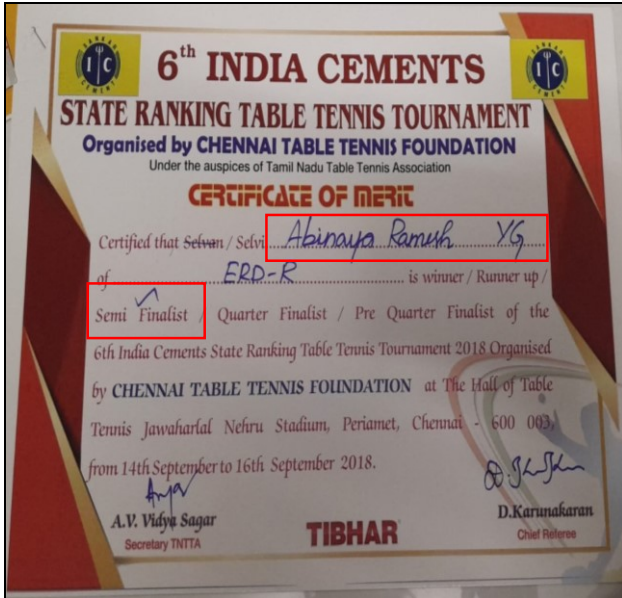 6th INDIA CEMENTS
STATE RANKING TABLE TENNIS TOURNAMENT
Organised by CHENNAI TABLE TENNIS FOUNDATION
Under the auspices of Tamil Nadu Table Tennis Association
CERTIFICATE OF MERIT
Certified that Selvan / Selvi Abinaya Ramesh YG
of ERD-R is winner / Runner up /
Semi Finalist / Quarter Finalist / Pre Quarter Finalist of the
6th India Cements State Ranking Table Tennis Tournament 2018 Organised
by CHENNAI TABLE TENNIS FOUNDATION at The Hall of Table
Tennis Jawaharlal Nehru Stadium, Periamet, Chennai - 600 003,
from 14th September to 16th September 2018.
A.V. Vidya Sagar
Secretary TNTTA
TIBHAR
D.Karunakaran
Chief Referee